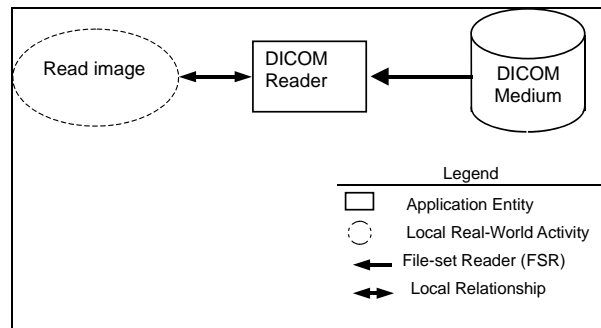 Read image
DICOM
Reader
DICOM
Medium
Legend
Application Entity
Local Real-World Activity
File-set Reader (FSR)
Local Relationship